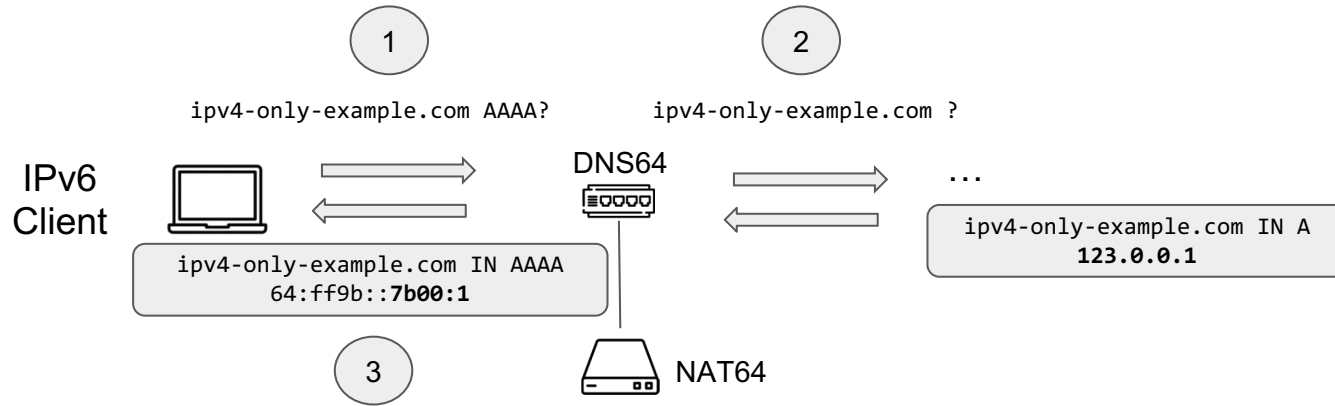 1
2
ipv4-only-example.com AAAA?
ipv4-only-example.com ?
IPv6
Client
DNS64
...
ipv4-only-example.com IN A
123.0.0.1
ipv4-only-example.com IN AAAA
64:ff9b::7b00:1
3
NAT64